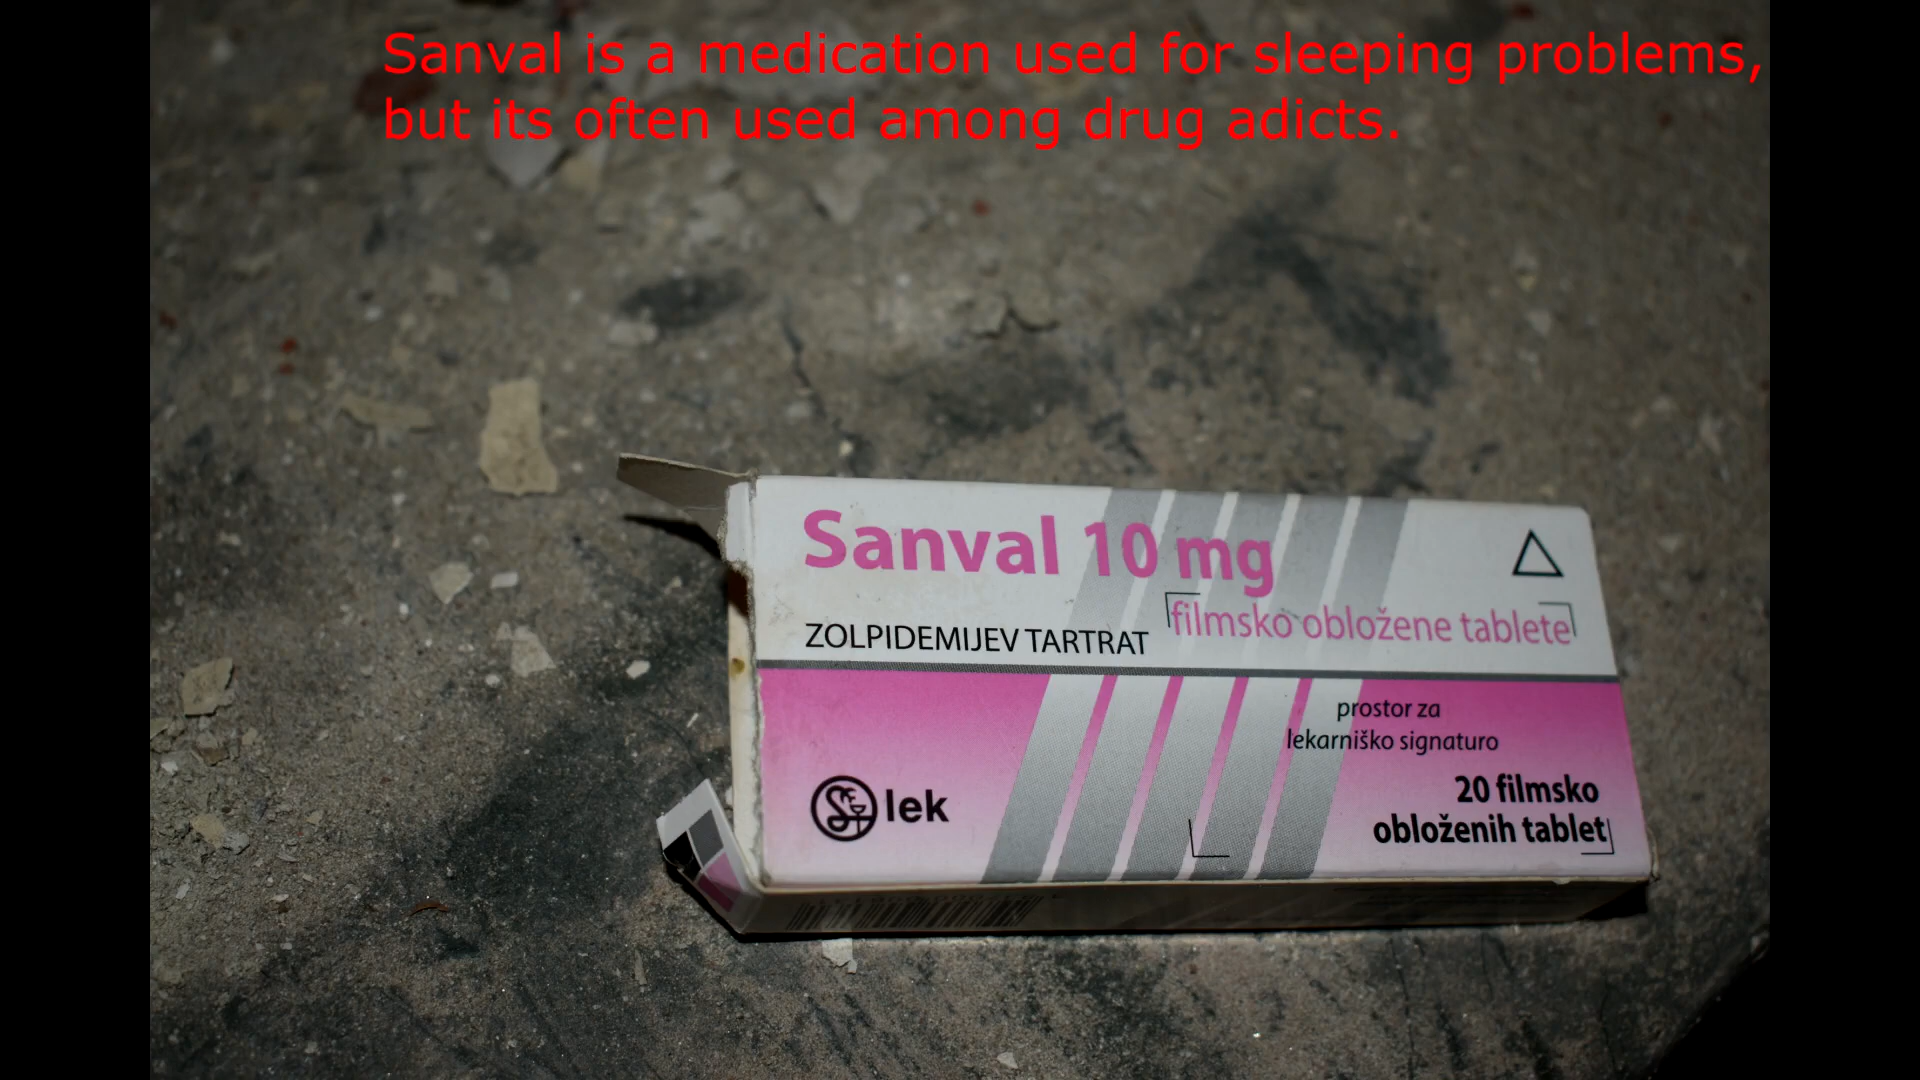 Sanval is a medication used for sleeping problems,
but its often used among drug adicts.
Sanval 10 mg
filmsko obložene tablete
ZOLPIDEMIJEV TARTRAT
prostor za
lekarniško signaturo
lek
20 filmsko
obloženih tablet